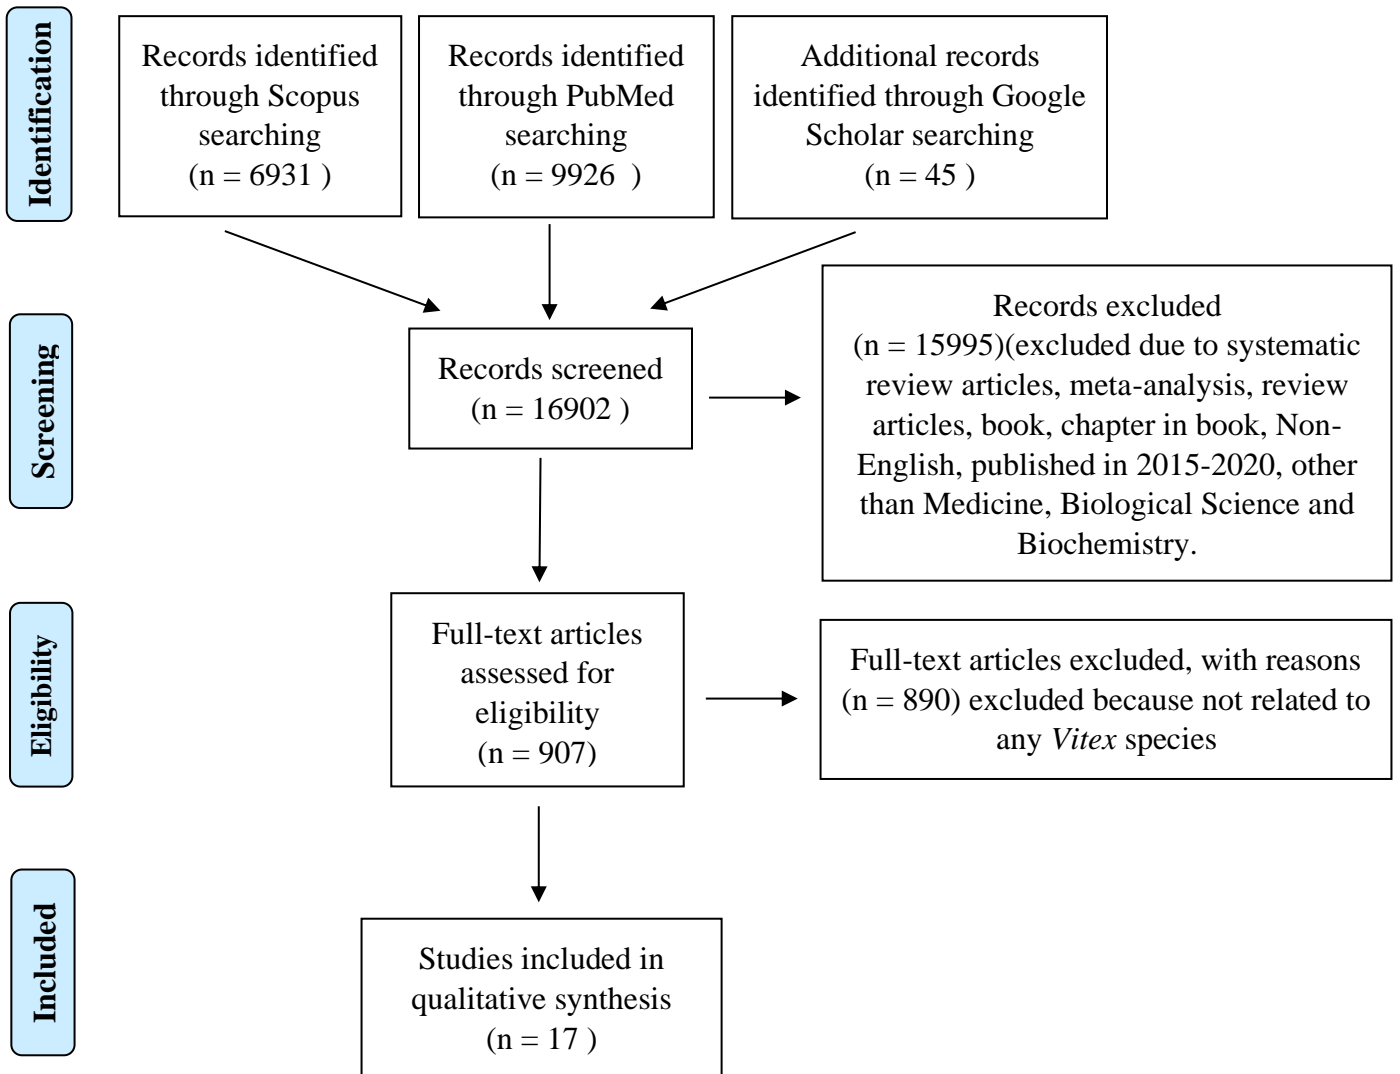 Identification
Records identified
through Scopus
searching
(n = 6931 )
Records identified
through PubMed
searching
(n = 9926  )
Additional records
identified through Google
Scholar searching
(n = 45 )
Screening
Records screened
(n = 16902 )
Records excluded
(n = 15995)(excluded due to systematic
review articles, meta-analysis, review
articles, book, chapter in book, Non-
English, published in 2015-2020, other
than Medicine, Biological Science and
Biochemistry.
Eligibility
Full-text articles
assessed for
eligibility
(n = 907)
Full-text articles excluded, with reasons
(n = 890) excluded because not related to
any Vitex species
Included
Studies included in
qualitative synthesis
(n = 17 )